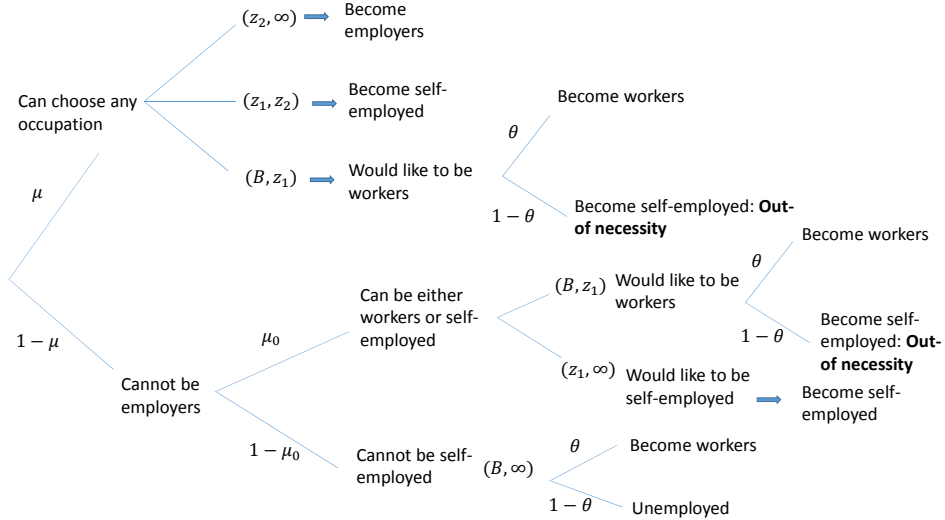 (z₂, ∞)
Become
employers
Can choose any
occupation
(z₁, z₂)
Become self-
employed
(B, z₁)
Would like to be
workers
θ
Become workers
1 − θ
Become self-employed: Out-
of necessity
μ
1 − μ
Cannot be
employers
μ₀
Can be either
workers or self-
employed
(B, z₁)
Would like to be
workers
θ
Become workers
1 − θ
Become self-
employed: Out-
of necessity
(z₁, ∞)
Would like to be
self-employed
Become self-
employed
1 − μ₀
Cannot be self-
employed
(B, ∞)
θ
Become workers
1 − θ
Unemployed